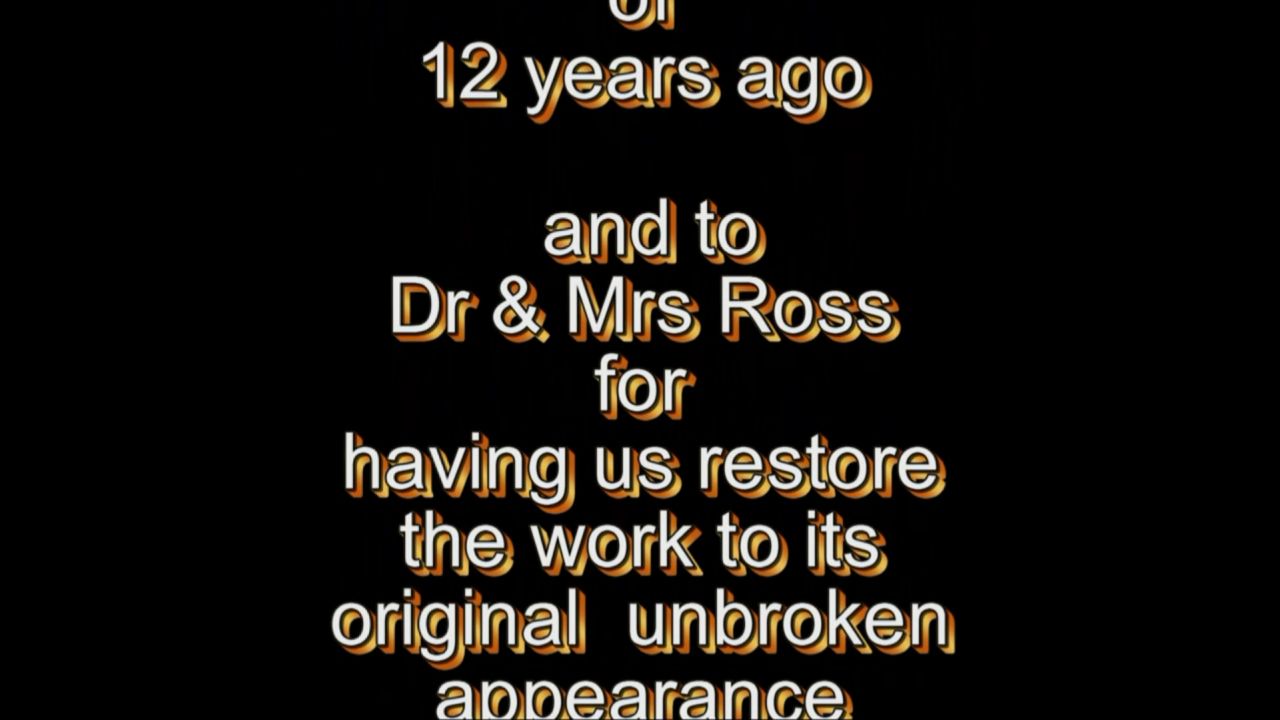 of
12 years ago
and to
Dr & Mrs Ross
for
having us restore
the work to its
original unbroken
appearance